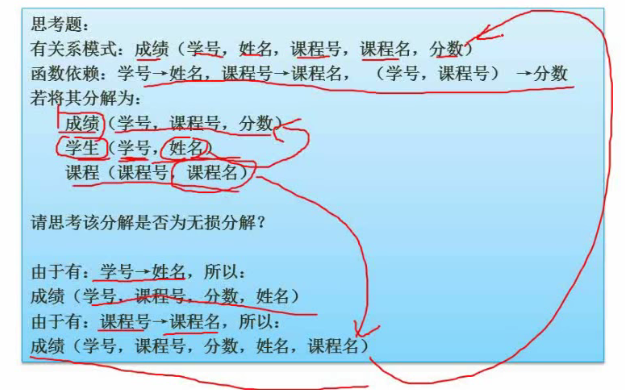 思考题：
有关系模式：成绩（学号，姓名，课程号，课程名，分数）
函数依赖：学号→姓名，课程号→课程名， （学号，课程号） →分数
若将其分解为：
成绩（学号，课程号，分数）
学生（学号，姓名）
课程（课程号，课程名）
请思考该分解是否为无损分解？
由于有：学号→姓名，所以：
成绩（学号，课程号，分数，姓名）
由于有：课程号→课程名，所以：
成绩（学号，课程号，分数，姓名，课程名）